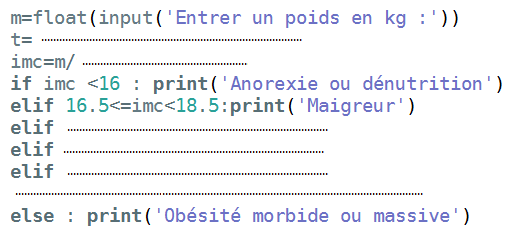 m=float(input('Entrer un poids en kg :'))
t= ........................................................
imc=m/ ...................................
if imc <16 : print('Anorexie ou dénutrition')
elif 16.5<=imc<18.5:print('Maigreur')
elif ........................................................
elif ........................................................
elif ........................................................
....................................................................................
else : print('Obésité morbide ou massive')